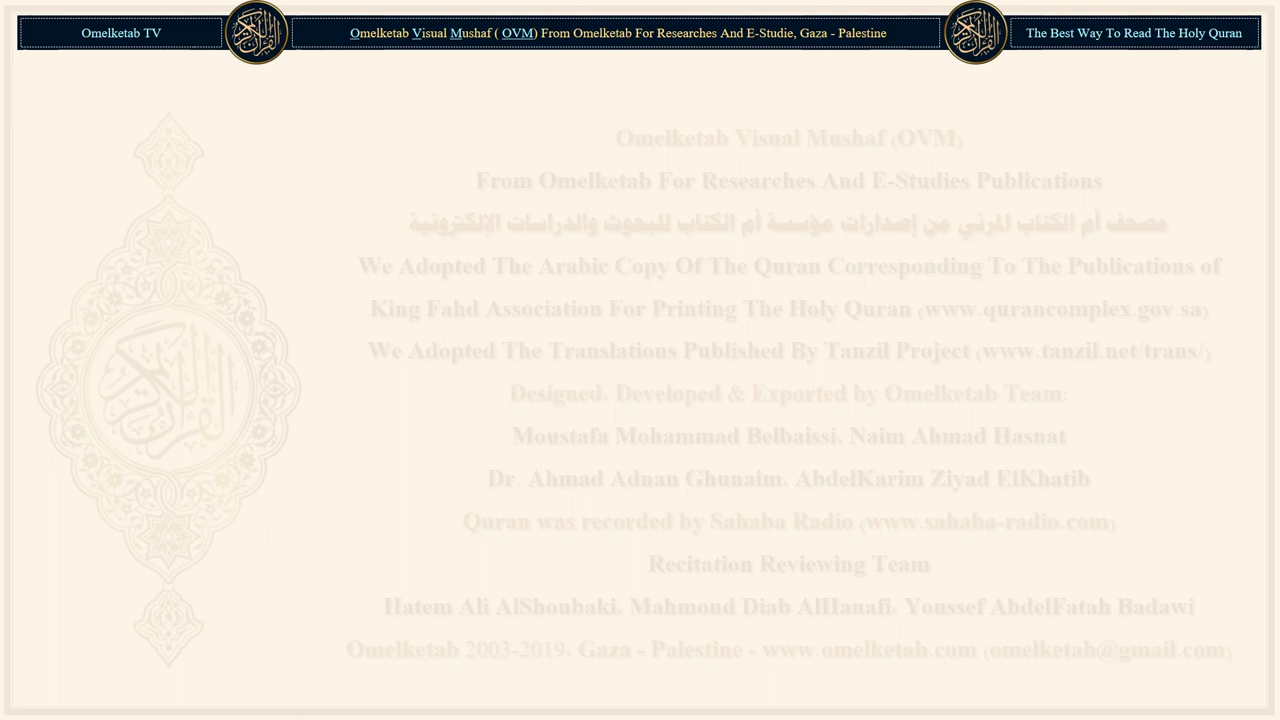 Omelketab TV
Omelketab Visual Mushaf ( OVM) From Omelketab For Researches And E-Studie, Gaza - Palestine
The Best Way To Read The Holy Quran
Omelketab Visual Mushaf (OVM)
From Omelketab For Researches And E-Studies Publications
مصحف أم الكتاب المرئي من إصدارات مؤسسة أم الكتاب للبحوث والدراسات الإلكترونية
We Adopted The Arabic Copy Of The Quran Corresponding To The Publications of
King Fahd Association For Printing The Holy Quran (www.qurancomplex.gov.sa)
We Adopted The Translations Published By Tanzil Project (www.tanzil.net/trans/)
Designed, Developed & Exported by Omelketab Team:
Moustafa Mohammad Belbaissi, Naim Ahmad Hasnat
Dr. Ahmad Adnan Ghunaim, AbdelKarim Ziyad ElKhatib
Quran was recorded by Sahaba Radio (www.sahaba-radio.com)
Recitation Reviewing Team
Hatem Ali AlShoubaki, Mahmoud Diab AlHanafi, Youssef AbdelFatah Badawi
Omelketab 2003-2019, Gaza - Palestine - www.omelketab.com (omelketab@gmail.com)
القرآن الكريم